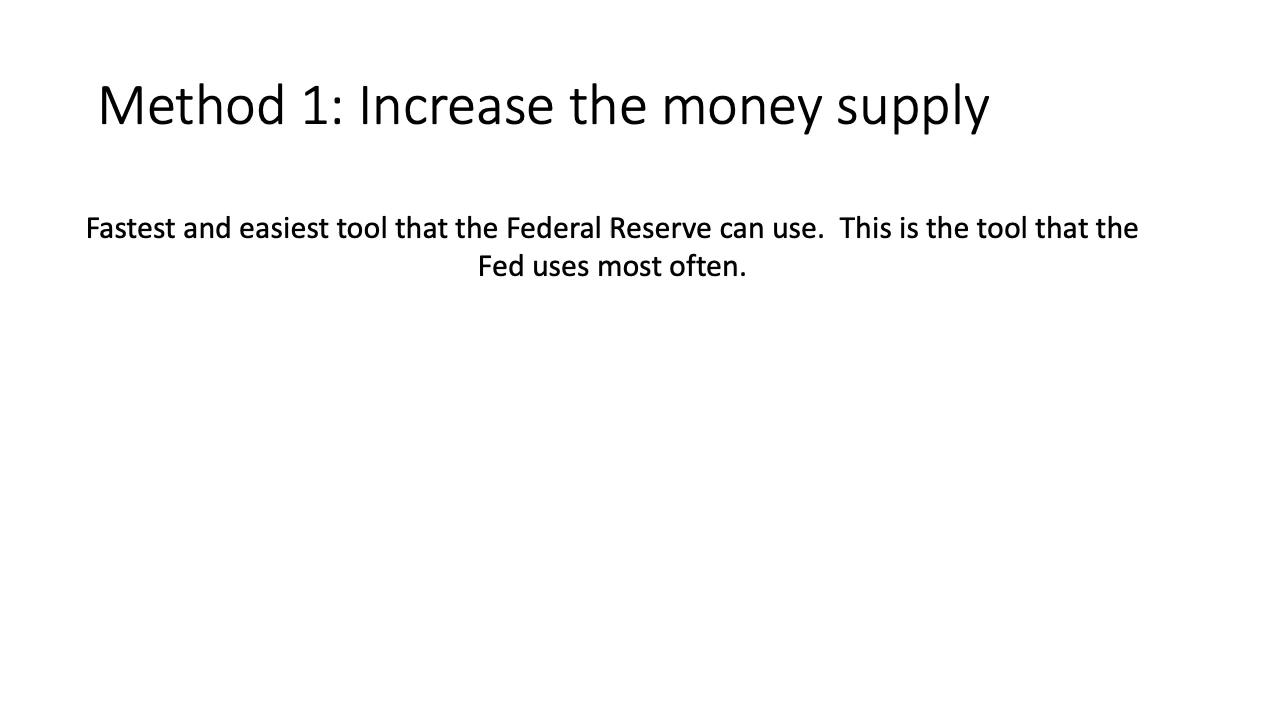 Method 1: Increase the money supply
Fastest and easiest tool that the Federal Reserve can use.  This is the tool that the
Fed uses most often.